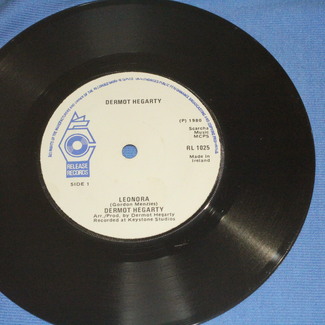 DERMOT HEGARTY
(P) 1980
Scaroha
Music
MCPS
RL 1025
Made in
Ireland
RELEASE
RECORDS
SIDE 1
LEONORA
(Gordon Menzies)
DERMOT HEGARTY
Arr./Prod. by Dermot Hegarty
Recorded at Keystone Studios